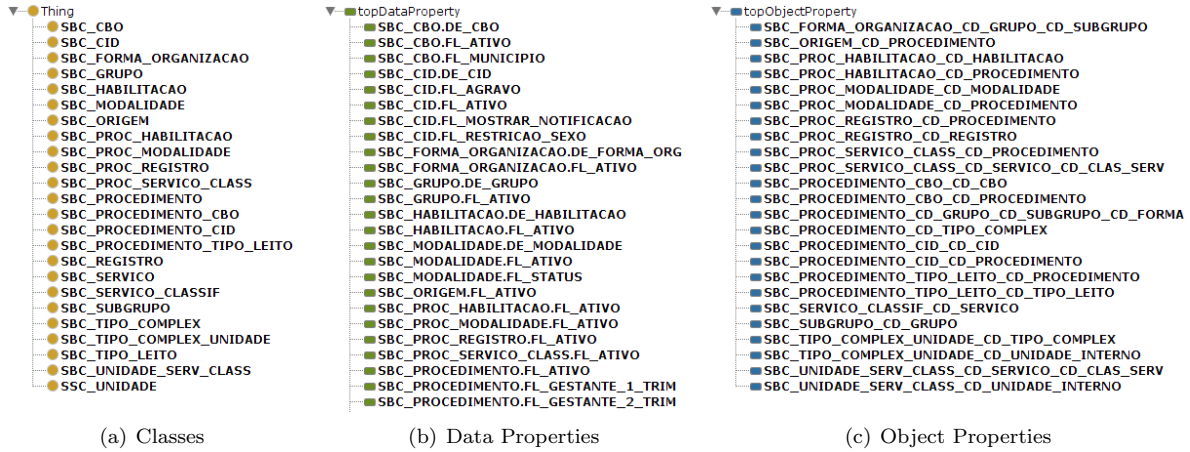 Thing
SBC_CBO
SBC_CID
SBC_FORMA_ORGANIZACAO
SBC_GRUPO
SBC_HABILITACAO
SBC_MODALIDADE
SBC_ORIGEM
SBC_PROC_HABILITACAO
SBC_PROC_MODALIDADE
SBC_PROC_REGISTRO
SBC_PROC_SERVICO_CLASS
SBC_PROCEDIMENTO
SBC_PROCEDIMENTO_CBO
SBC_PROCEDIMENTO_CID
SBC_PROCEDIMENTO_TIPO_LEITO
SBC_REGISTRO
SBC_SERVICO
SBC_SERVICO_CLASSIF
SBC_SUBGRUPO
SBC_TIPO_COMPLEX
SBC_TIPO_COMPLEX_UNIDADE
SBC_TIPO_LEITO
SBC_UNIDADE_SERV_CLASS
SSC_UNIDADE
(a) Classes
topDataProperty
SBC_CBO.DE_CBO
SBC_CBO.FL_ATIVO
SBC_CBO.FL_MUNICIPIO
SBC_CID.DE_CID
SBC_CID.FL_AGRAVO
SBC_CID.FL_ATIVO
SBC_CID.FL_MOSTRAR_NOTIFICACAO
SBC_CID.FL_RESTRICAO_SEXO
SBC_FORMA_ORGANIZACAO.DE_FORMA_ORG
SBC_FORMA_ORGANIZACAO.FL_ATIVO
SBC_GRUPO.DE_GRUPO
SBC_GRUPO.FL_ATIVO
SBC_HABILITACAO.DE_HABILITACAO
SBC_HABILITACAO.FL_ATIVO
SBC_MODALIDADE.DE_MODALIDADE
SBC_MODALIDADE.FL_ATIVO
SBC_MODALIDADE.FL_STATUS
SBC_ORIGEM.FL_ATIVO
SBC_PROC_HABILITACAO.FL_ATIVO
SBC_PROC_MODALIDADE.FL_ATIVO
SBC_PROC_REGISTRO.FL_ATIVO
SBC_PROC_SERVICO_CLASS.FL_ATIVO
SBC_PROCEDIMENTO.FL_ATIVO
SBC_PROCEDIMENTO.FL_GESTANTE_1_TRIM
SBC_PROCEDIMENTO.FL_GESTANTE_2_TRIM
(b) Data Properties
topObjectProperty
SBC_FORMA_ORGANIZACAO_CD_GRUPO_CD_SUBGRUPO
SBC_ORIGEM_CD_PROCEDIMENTO
SBC_PROC_HABILITACAO_CD_HABILITACAO
SBC_PROC_HABILITACAO_CD_PROCEDIMENTO
SBC_PROC_MODALIDADE_CD_MODALIDADE
SBC_PROC_MODALIDADE_CD_PROCEDIMENTO
SBC_PROC_REGISTRO_CD_PROCEDIMENTO
SBC_PROC_REGISTRO_CD_REGISTRO
SBC_PROC_SERVICO_CLASS_CD_PROCEDIMENTO
SBC_PROC_SERVICO_CLASS_CD_SERVICO_CD_CLAS_SERV
SBC_PROCEDIMENTO_CBO_CD_CBO
SBC_PROCEDIMENTO_CBO_CD_PROCEDIMENTO
SBC_PROCEDIMENTO_CD_GRUPO_CD_SUBGRUPO_CD_FORMA
SBC_PROCEDIMENTO_CD_TIPO_COMPLEX
SBC_PROCEDIMENTO_CID_CD_CID
SBC_PROCEDIMENTO_CID_CD_PROCEDIMENTO
SBC_PROCEDIMENTO_TIPO_LEITO_CD_PROCEDIMENTO
SBC_PROCEDIMENTO_TIPO_LEITO_CD_TIPO_LEITO
SBC_SERVICO_CLASSIF_CD_SERVICO
SBC_SUBGRUPO_CD_GRUPO
SBC_TIPO_COMPLEX_UNIDADE_CD_TIPO_COMPLEX
SBC_TIPO_COMPLEX_UNIDADE_CD_UNIDADE_INTERNO
SBC_UNIDADE_SERV_CLASS_CD_SERVICO_CD_CLAS_SERV
SBC_UNIDADE_SERV_CLASS_CD_UNIDADE_INTERNO
(c) Object Properties